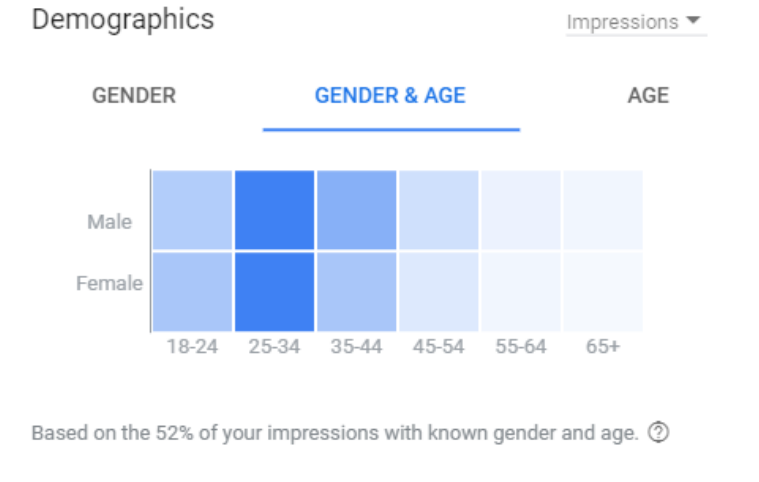 Demographics
Impressions
GENDER
GENDER & AGE
AGE
Male
Female
18-24 25-34 35-44 45-54 55-64 65+
Based on the 52% of your impressions with known gender and age. ?